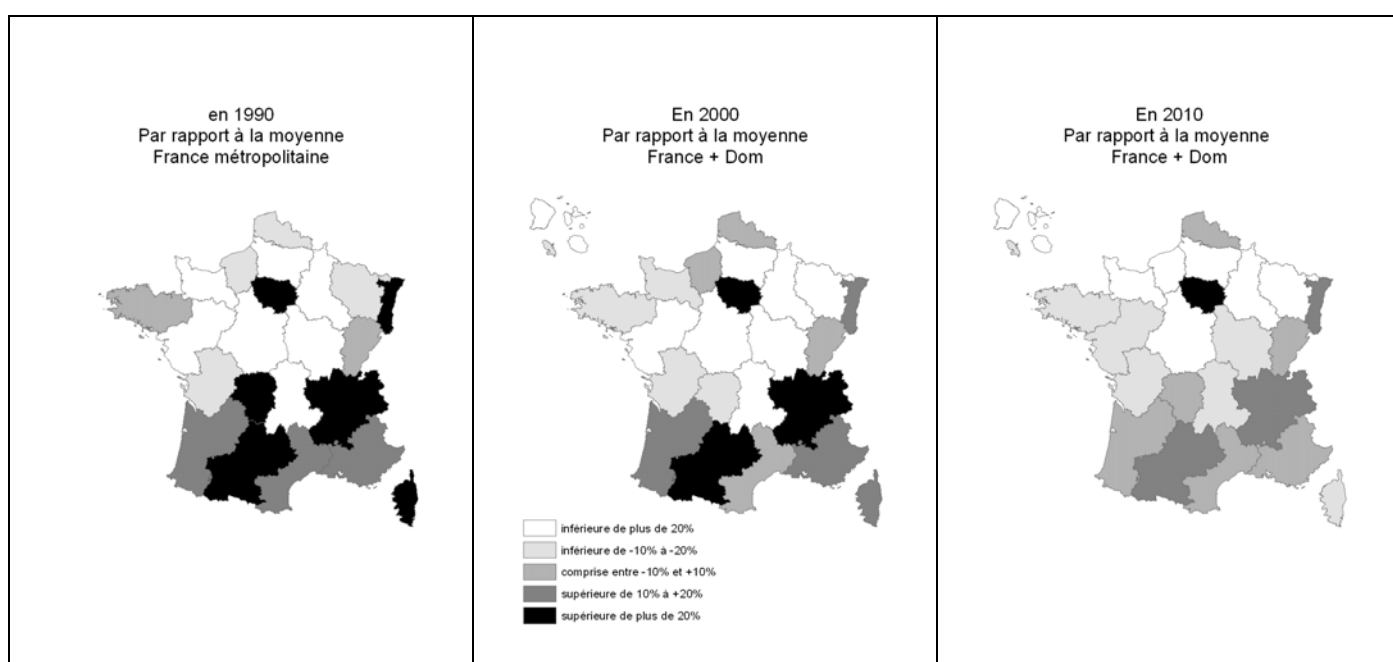 en 1990
Par rapport à la moyenne
France métropolitaine
En 2000
Par rapport à la moyenne
France + Dom
inférieure de plus de 20%
inférieure de -10% à -20%
comprise entre -10% et +10%
supérieure de 10% à +20%
supérieure de plus de 20%
En 2010
Par rapport à la moyenne
France + Dom